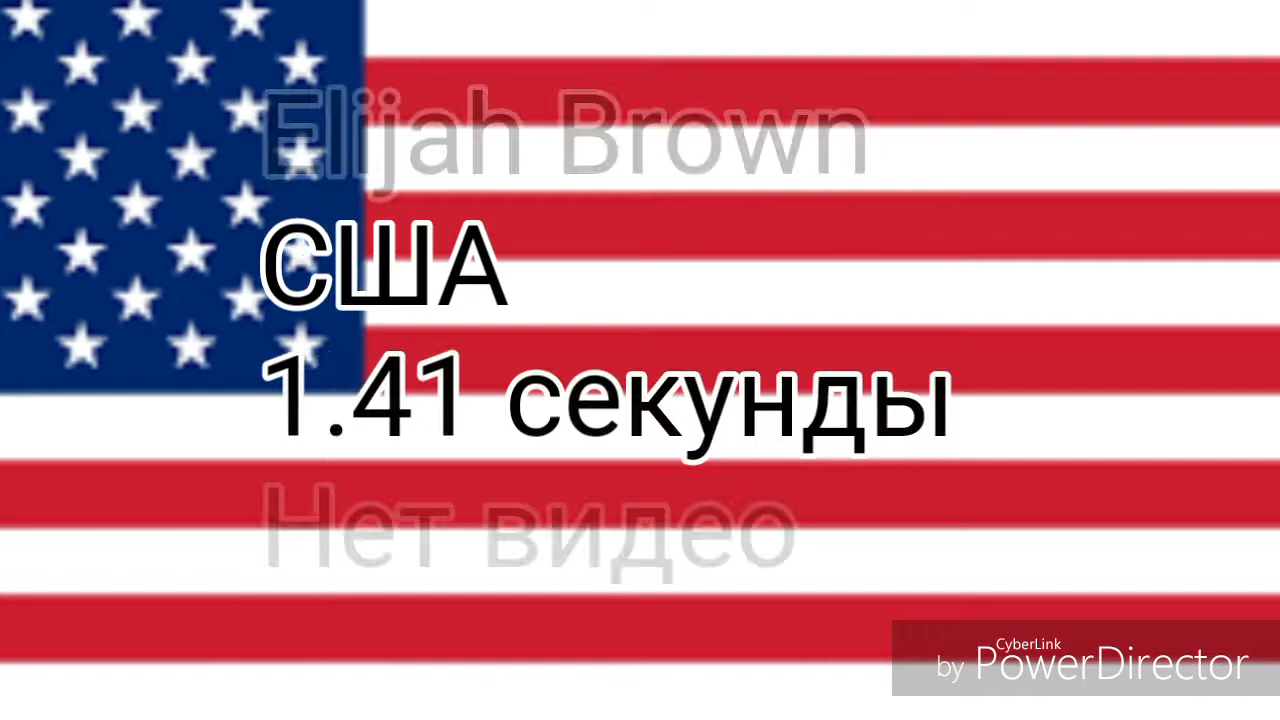 Elijah Brown
США
1.41 секунды
Нет видео
CyberLink
by PowerDirector